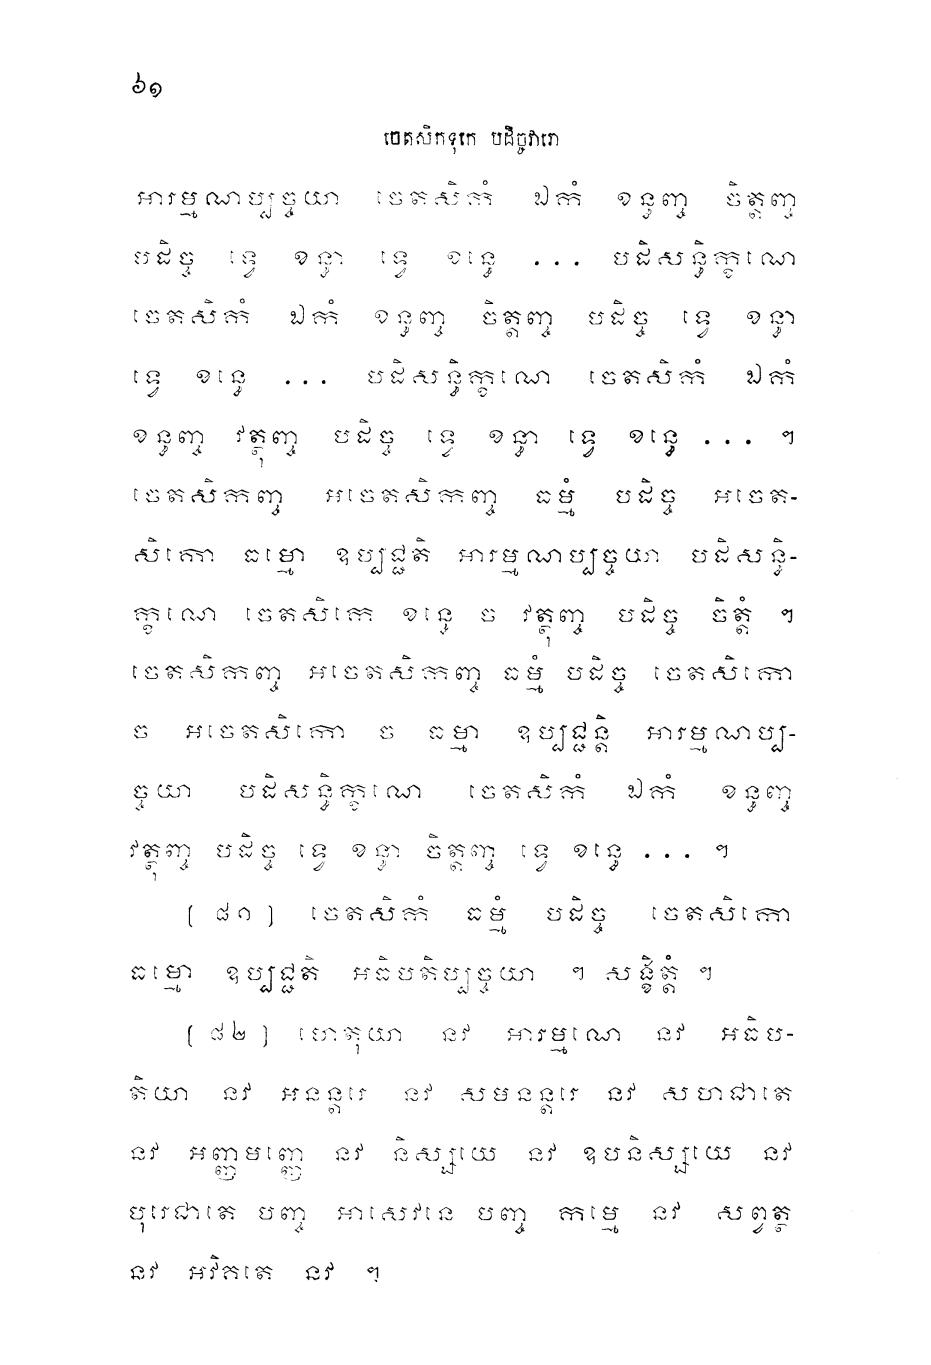 ៦១
ចេតសិកទុកេ បដិច្ចវារោ
អារម្មណប្បច្ចយា ចេតសិកំ ឯកំ ខន្ធញ្ច ចិត្តញ្ច
បដិច្ច ទ្វេ ខន្ធា ទ្វេ ខន្ធេ ... បដិសន្ធិក្ខណេ
ចេតសិកំ ឯកំ ខន្ធញ្ច ចិត្តញ្ច បដិច្ច ទ្វេ ខន្ធា
ទ្វេ ខន្ធេ ... បដិសន្ធិក្ខណេ ចេតសិកំ ឯកំ
ខន្ធញ្ច វត្ថុញ្ច បដិច្ច ទ្វេ ខន្ធា ទ្វេ ខន្ធេ ... ។
ចេតសិកញ្ច អចេតសិកញ្ច ធម្មំ បដិច្ច អចេត-
សិកោ ធម្មោ ឧប្បជ្ជតិ អារម្មណប្បច្ចយា បដិសន្ធិ-
ក្ខណេ ចេតសិកេ ខន្ធេ ច វត្ថុញ្ច បដិច្ច ចិត្តំ ។
ចេតសិកញ្ច អចេតសិកញ្ច ធម្មំ បដិច្ច ចេតសិកោ
ច អចេតសិកោ ច ធម្មា ឧប្បជ្ជន្តិ អារម្មណប្ប-
ច្ចយា បដិសន្ធិក្ខណេ ចេតសិកំ ឯកំ ខន្ធញ្ច
វត្ថុញ្ច បដិច្ច ទ្វេ ខន្ធា ចិត្តញ្ច ទ្វេ ខន្ធេ ... ។
[ ៨១ ] ចេតសិកំ ធម្មំ បដិច្ច ចេតសិកោ
ធម្មោ ឧប្បជ្ជតិ អធិបតិប្បច្ចយា ។ សង្ខិត្តំ ។
[ ៨២ ] ហេតុយា នវ អារម្មណេ នវ អធិប-
តិយា នវ អនន្តរេ នវ សមនន្តរេ នវ សហជាតេ
នវ អញ្ញមញ្ញេ នវ និស្សយេ នវ ឧបនិស្សយេ នវ
បុរេជាតេ បញ្ច អាសេវនេ បញ្ច កម្មេ នវ សព្វត្ថ
នវ អវិគតេ នវ ។